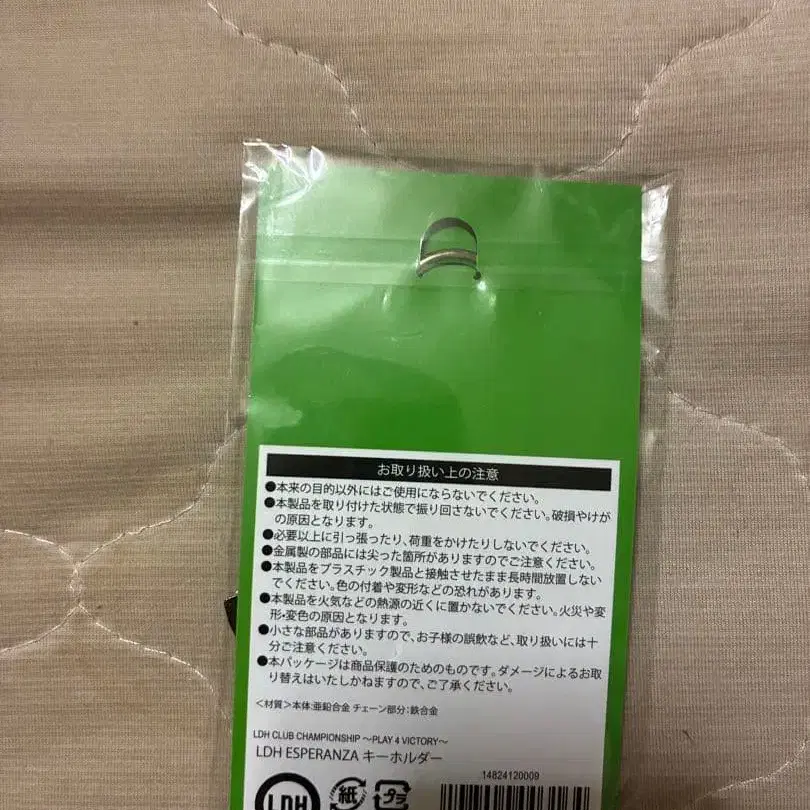 お取り扱い上の注意
●本来の目的以外にはご使用にならないでください。
●本製品を取り付けた状態で振り回さないでください。破損やけが
の原因となります。
●必要以上に引っ張ったり、荷重をかけたりしないでください。
●金属製の部品には尖った箇所がありますのでご注意ください。
●本製品をプラスチック製品と接触させたまま長時間放置しない
でください。色の付着や変形などの恐れがあります。
●本製品を火気などの熱源の近くに置かないでください。火災や変
形・変色の原因となります。
●小さな部品がありますので、お子様の誤飲など、取り扱いには十
分ご注意ください。
●本パッケージは商品保護のためのものです。ダメージによるお取
り替えはいたしかねますので、ご了承ください。
＜材質＞本体:亜鉛合金 チェーン部分:鉄合金
LDH CLUB CHAMPIONSHIP 〜PLAY 4 VICTORY〜
LDH ESPERANZA キーホルダー
14824120009
LDH 紙 プラ